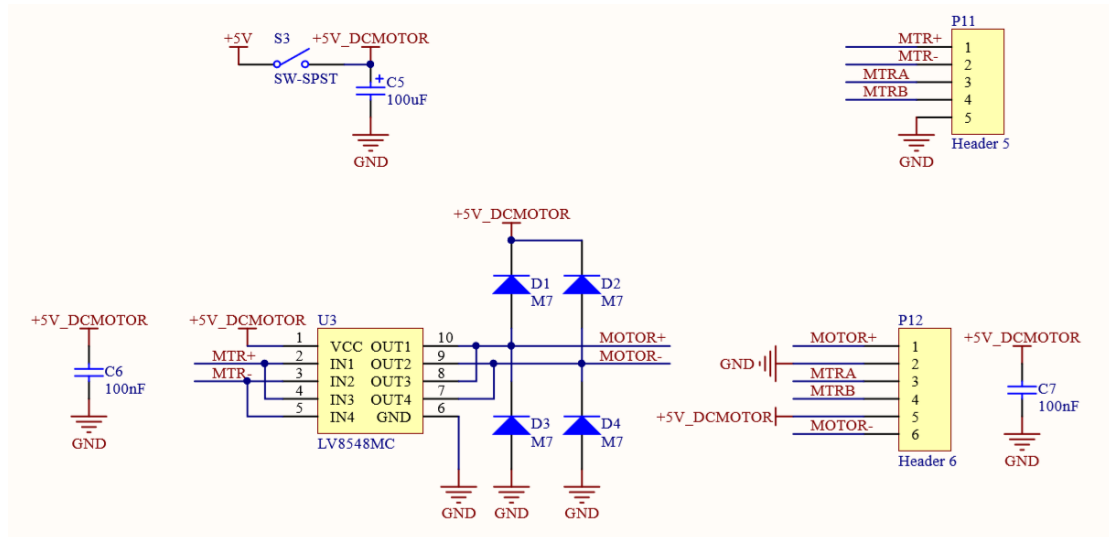 +5V S3 +5V_DCMOTOR
SW-SPST
C5
100uF
GND
P11
MTR+ 1
MTR- 2
MTRA 3
MTRB 4
5
GND
Header 5
+5V_DCMOTOR
D1
M7
D2
M7
+5V_DCMOTOR
C6
100nF
GND
+5V_DCMOTOR
U3
1 VCC OUT1 10 MOTOR+
MTR+ 2 IN1 OUT2 9 MOTOR-
MTR- 3 IN2 OUT3 8
4 IN3 OUT4 7
5 IN4 GND 6
LV8548MC
D3
M7
D4
M7
GND
GND
GND
P12
MOTOR+ 1
GND 2
MTRA 3
MTRB 4
+5V_DCMOTOR 5
MOTOR- 6
Header 6
+5V_DCMOTOR
C7
100nF
GND